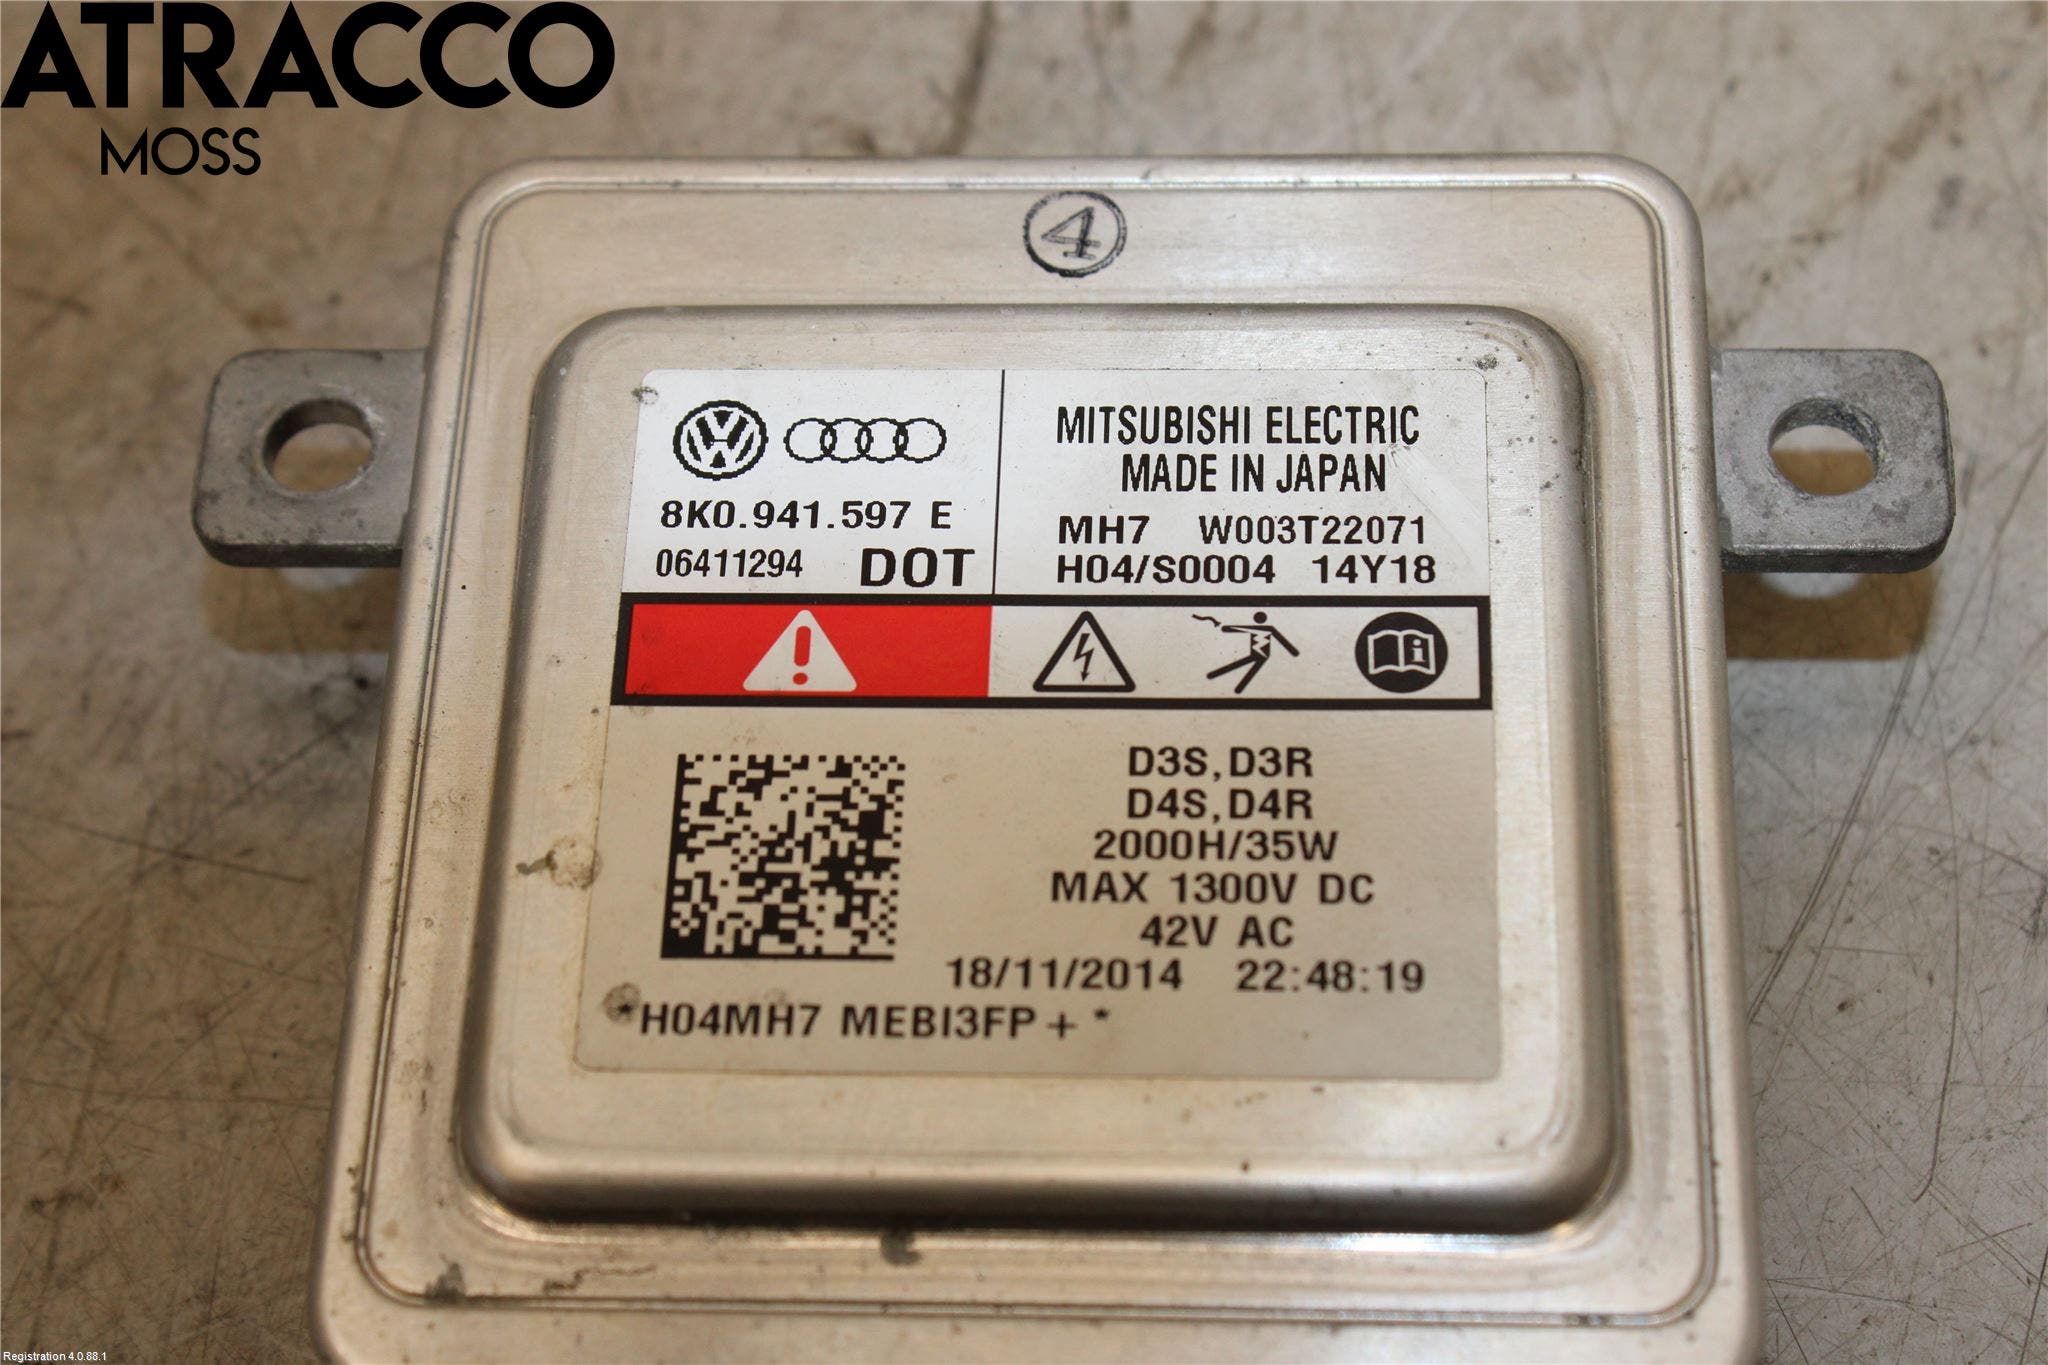 ATRACCO
MOSS
4
8K0.941.597 E
06411294 DOT
MITSUBISHI ELECTRIC
MADE IN JAPAN
MH7 W003T22071
H04/S0004 14Y18
D3S,D3R
D4S,D4R
2000H/35W
MAX 1300V DC
42V AC
18/11/2014 22:48:19
*H04MH7 MEBI3FP+ *
Registration 4.0.88.1